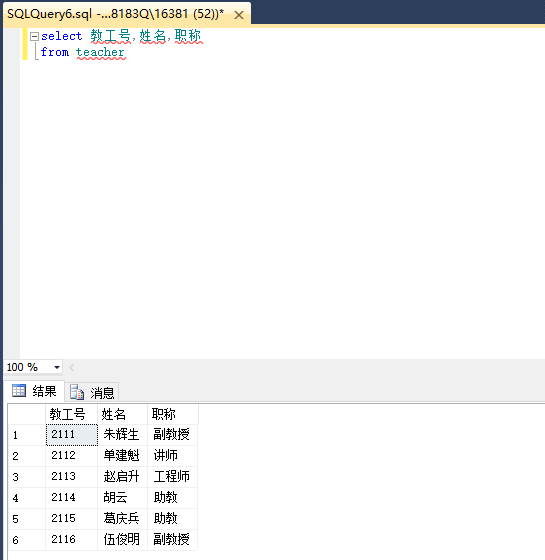 SQLQuery6.sql -...8183Q\16381 (52))*
select 教工号,姓名,职称
from teacher
100 %
结果 消息
教工号 姓名 职称
1 2111 朱辉生 副教授
2 2112 单建魁 讲师
3 2113 赵启升 工程师
4 2114 胡云 助教
5 2115 葛庆兵 助教
6 2116 伍俊明 副教授